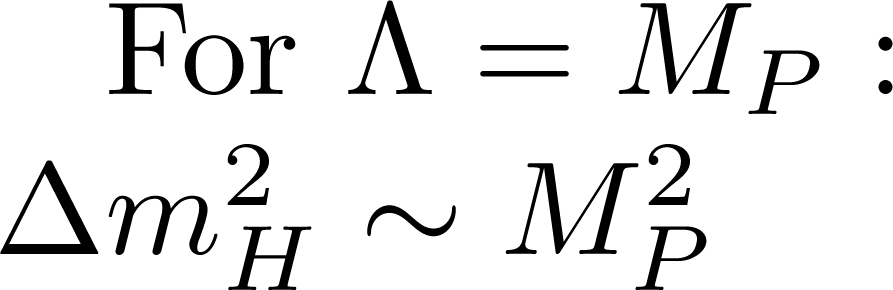 For Λ = M_P :
Δm_H^2 ∼ M_P^2